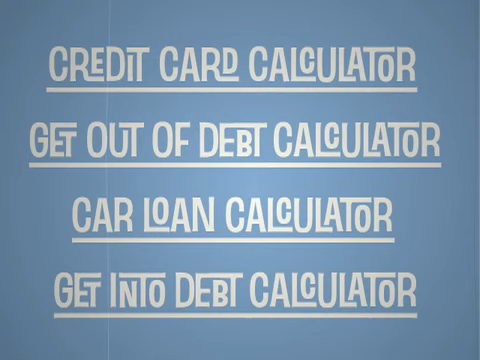 CREDIT CARD CALCULATOR
GET OUT OF DEBT CALCULATOR
CAR LOAN CALCULATOR
GET INTO DEBT CALCULATOR